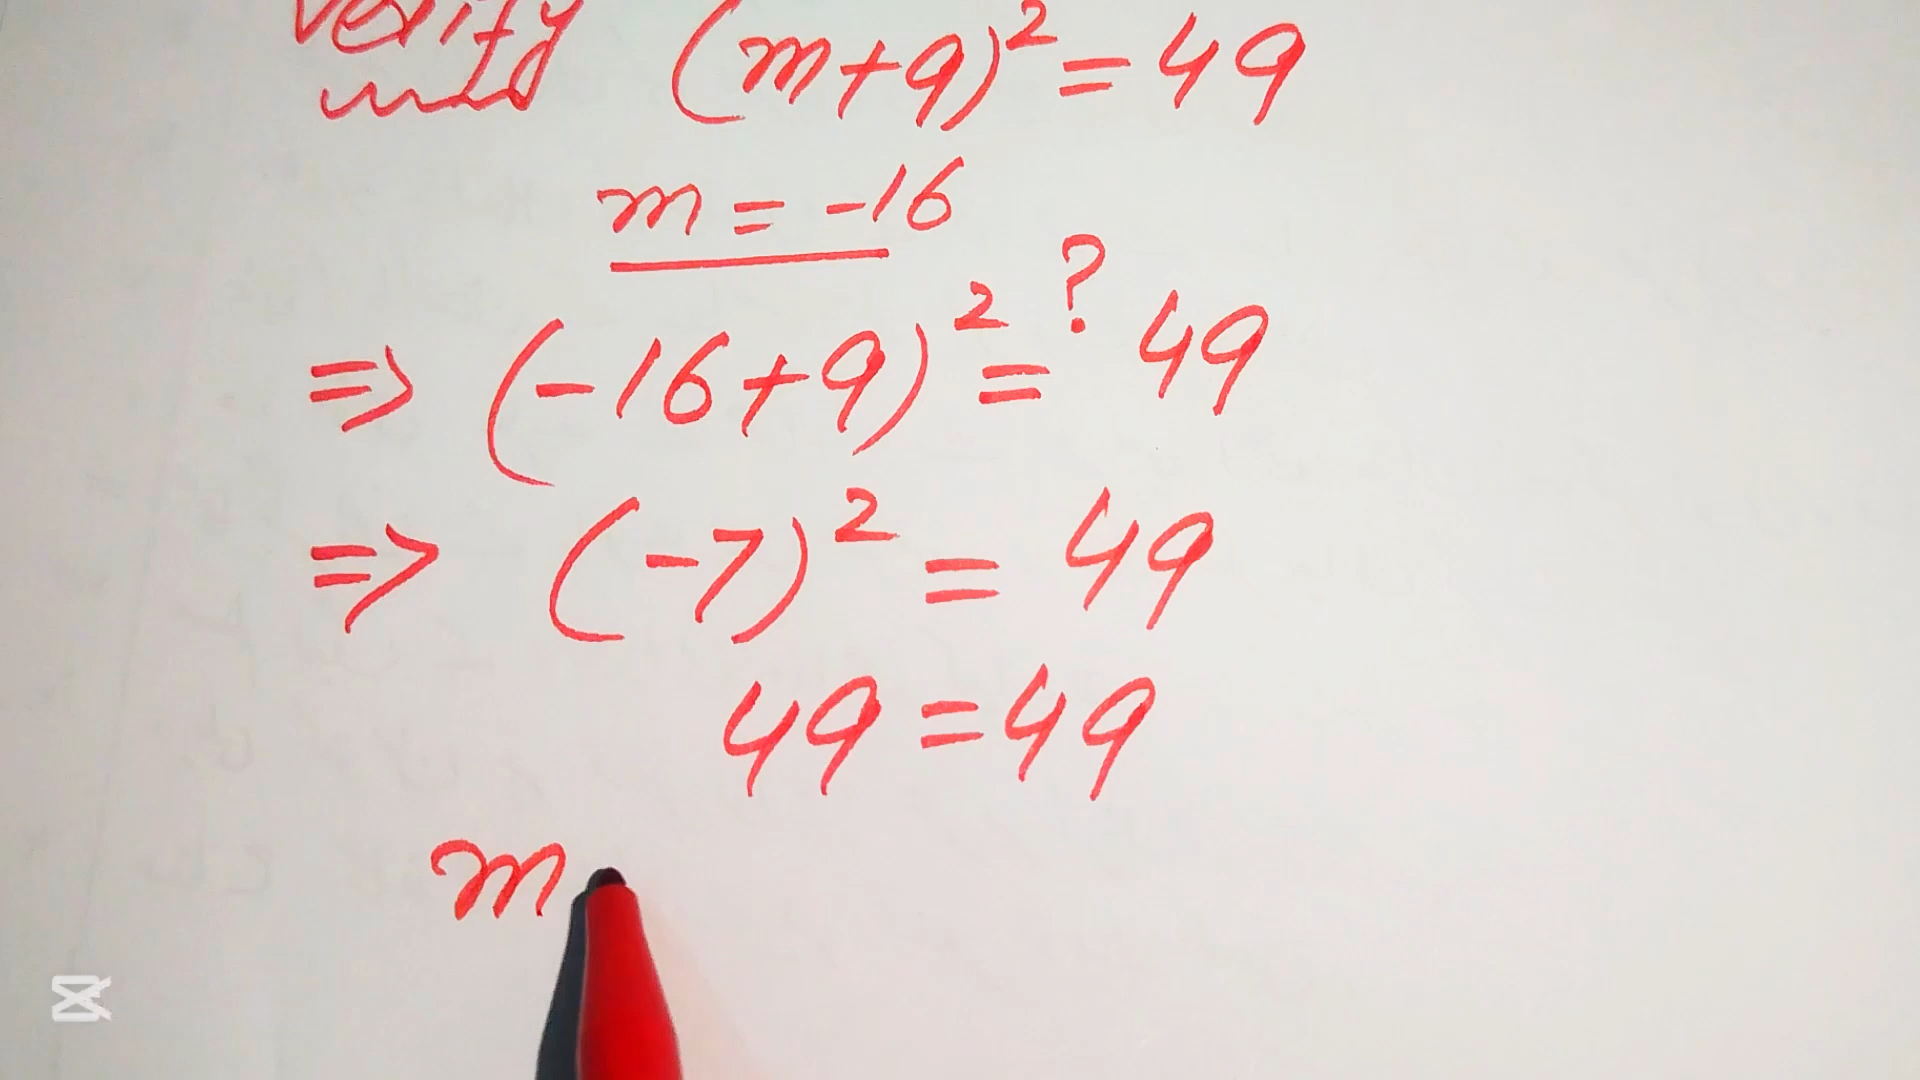 Verify (m+9)² = 49
m = -16
⇒ (-16+9)² =? 49
⇒ (-7)² = 49
49 = 49
m